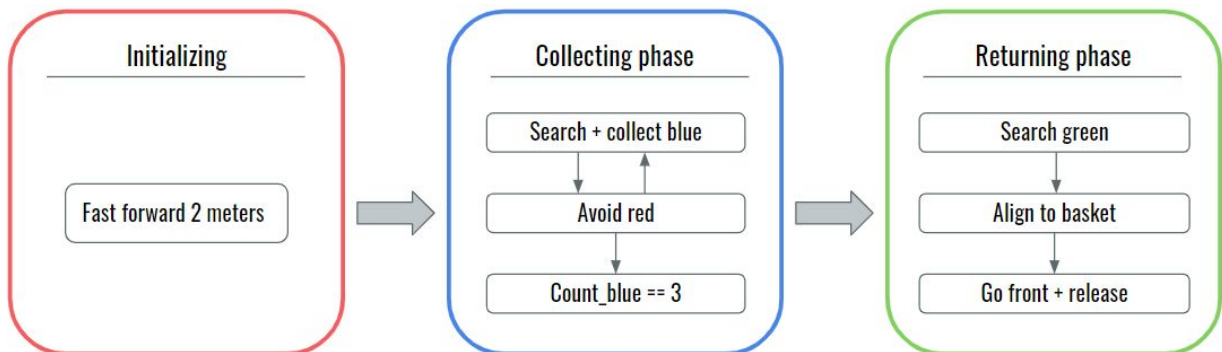 Initializing
Fast forward 2 meters
Collecting phase
Search + collect blue
Avoid red
Count_blue == 3
Returning phase
Search green
Align to basket
Go front + release